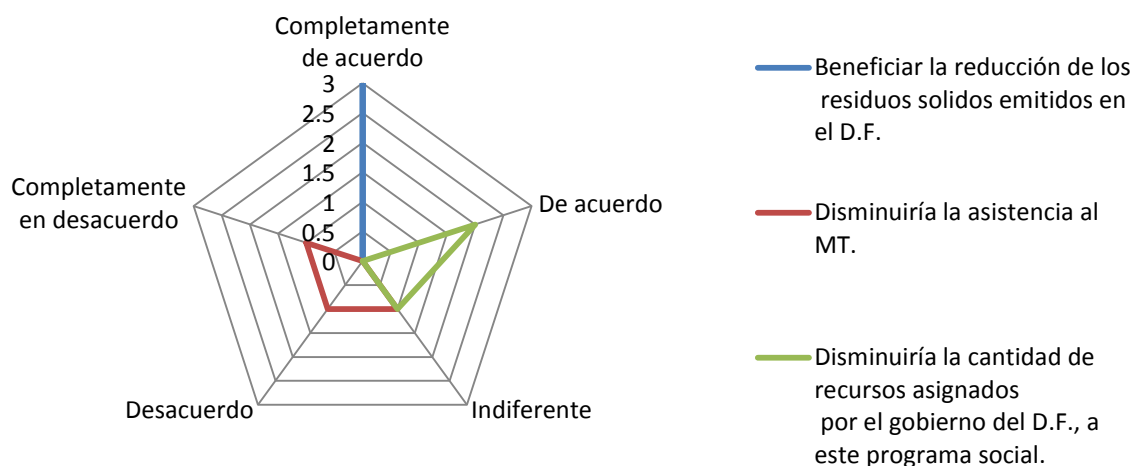 Completamente
de acuerdo
3
2.5
2
1.5
1
0.5
0
De acuerdo
Indiferente
Desacuerdo
Completamente
en desacuerdo
Beneficiar la reducción de los
residuos solidos emitidos en
el D.F.
Disminuiría la asistencia al
MT.
Disminuiría la cantidad de
recursos asignados
por el gobierno del D.F., a
este programa social.